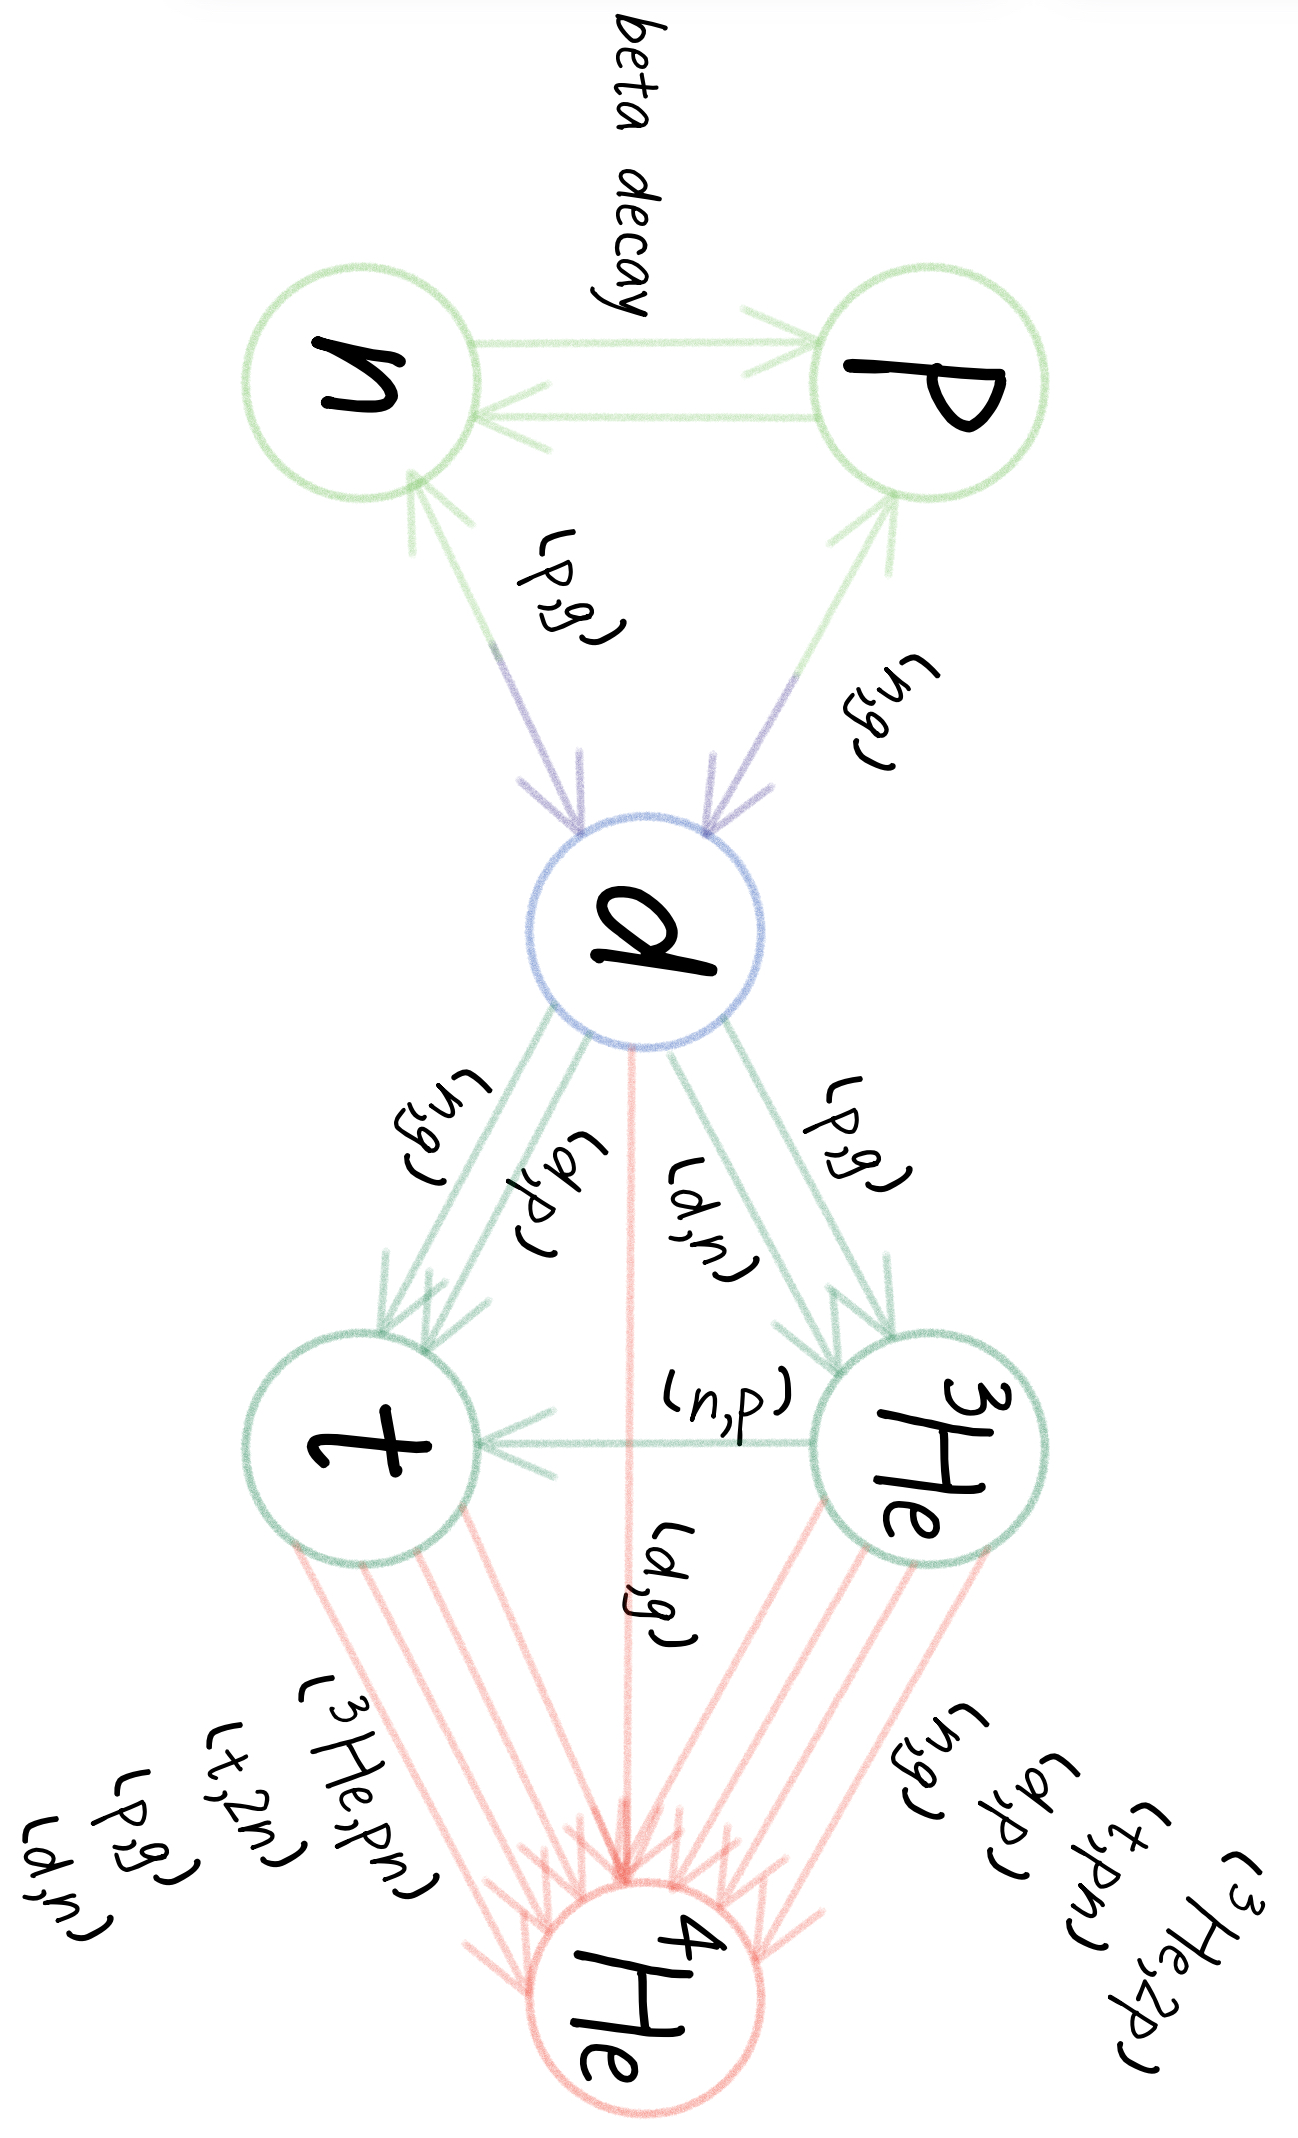 (³He,2p)
(t,pn)
(d,p)
(n,g)
p
³He
(n,g)
(p,g)
(n,p)
(d,n)
beta decay
d
(d,g)
⁴He
(p,g)
(d,p)
(n,g)
n
t
(³He,pn)
(t,2n)
(p,g)
(d,n)